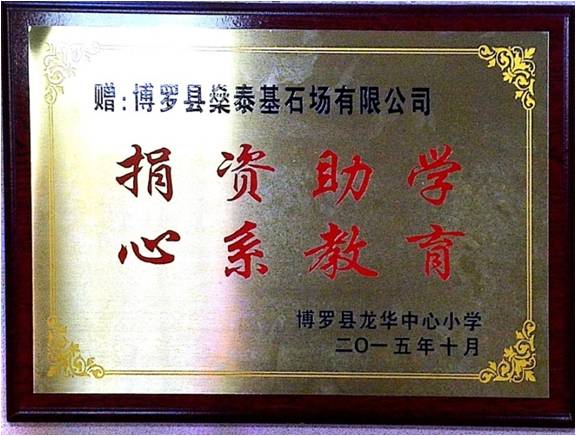 赠:博罗县燊泰基石场有限公司
捐资助学
心系教育
博罗县龙华中心小学
二〇一五年十月